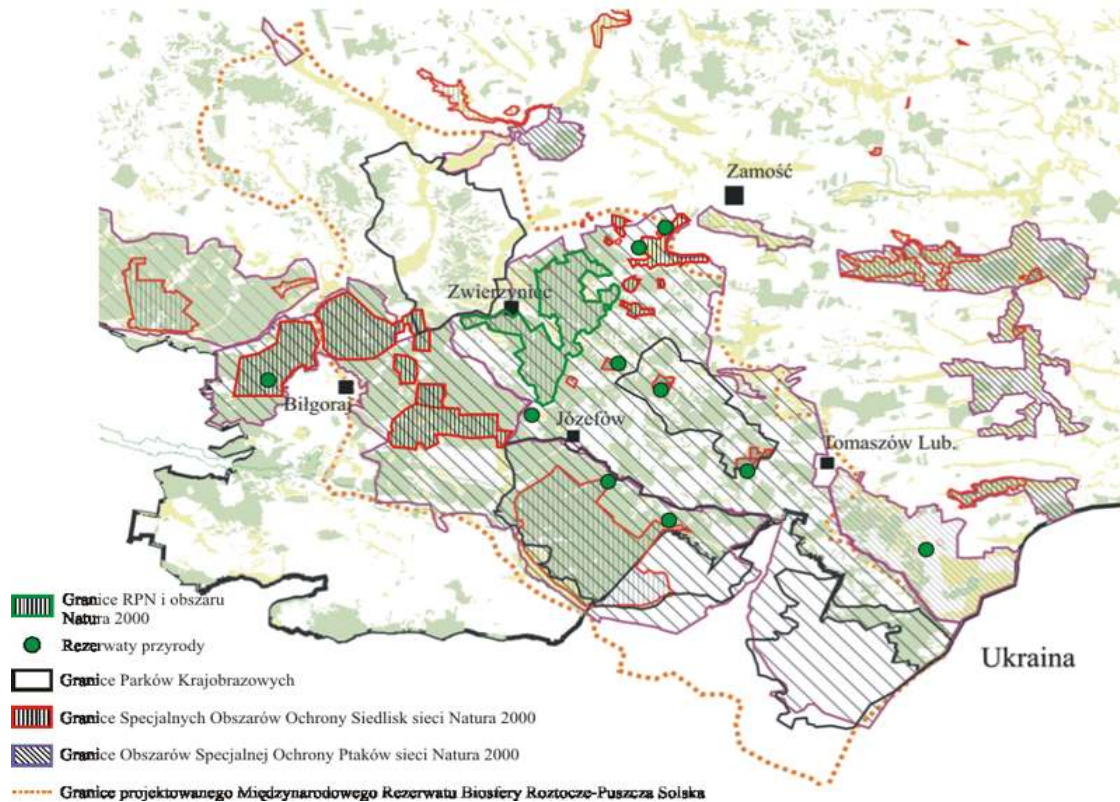 Zamość
Zwierzyniec
Biłgoraj
Józefów
Tomaszów Lub.
Ukraina
Granice RPN i obszaru
Natura 2000
Rezerwaty przyrody
Granice Parków Krajobrazowych
Granice Specjalnych Obszarów Ochrony Siedlisk sieci Natura 2000
Granice Obszarów Specjalnej Ochrony Ptaków sieci Natura 2000
Granice projektowanego Międzynarodowego Rezerwatu Biosfery Roztocze-Puszcza Solska